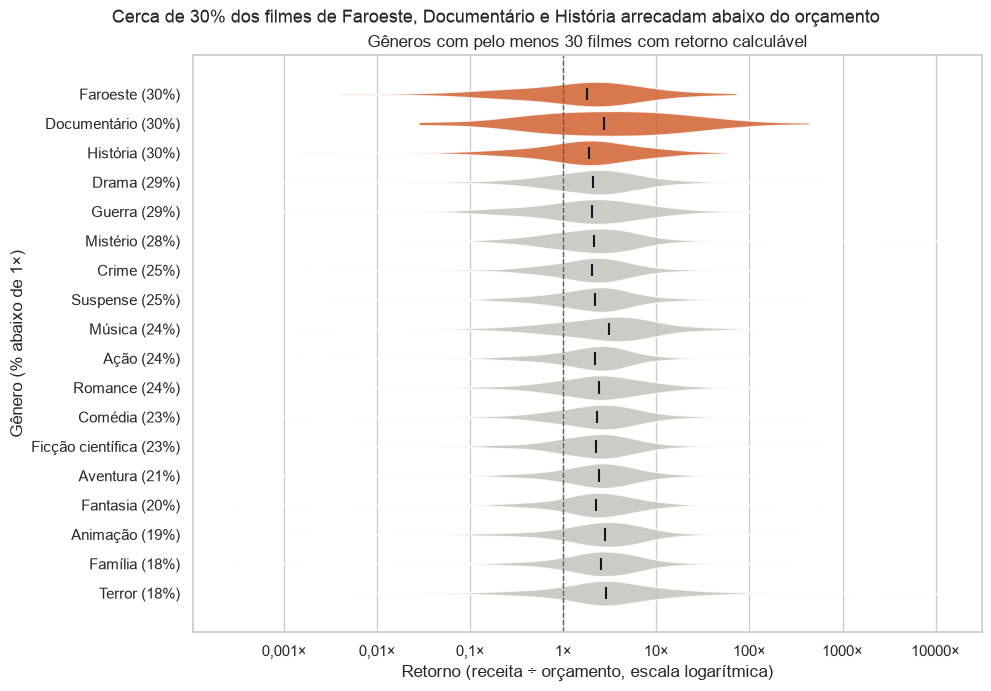 Cerca de 30% dos filmes de Faroeste, Documentário e História arrecadam abaixo do orçamento
Gêneros com pelo menos 30 filmes com retorno calculável
Gênero (% abaixo de 1×)
Faroeste (30%)
Documentário (30%)
História (30%)
Drama (29%)
Guerra (29%)
Mistério (28%)
Crime (25%)
Suspense (25%)
Música (24%)
Ação (24%)
Romance (24%)
Comédia (23%)
Ficção científica (23%)
Aventura (21%)
Fantasia (20%)
Animação (19%)
Família (18%)
Terror (18%)
0,001× 0,01× 0,1× 1× 10× 100× 1000× 10000×
Retorno (receita ÷ orçamento, escala logarítmica)